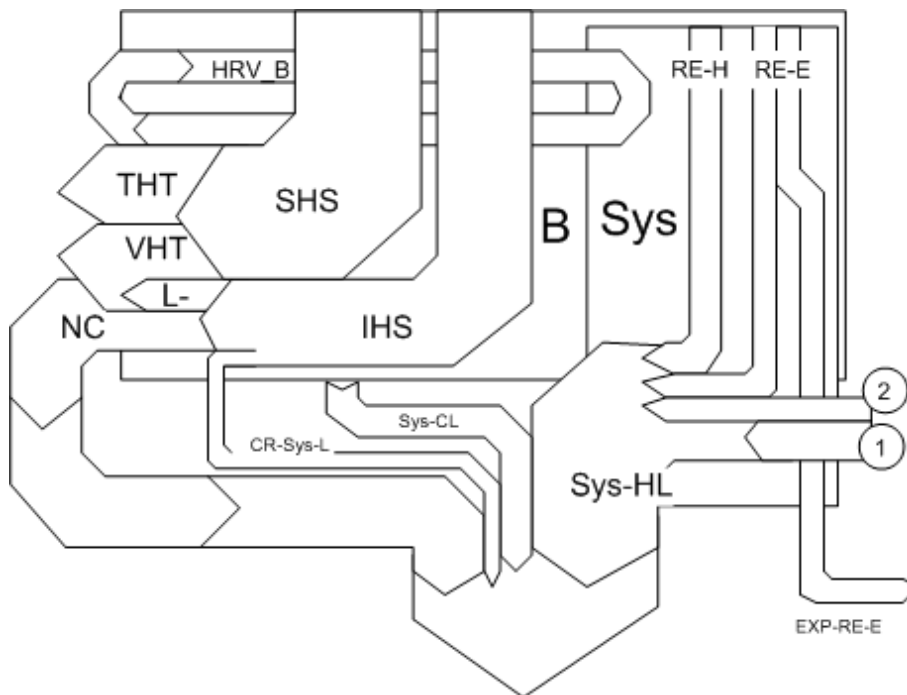 HRV_B
RE-H
RE-E
THT
SHS
B
Sys
VHT
L-
NC
IHS
2
Sys-CL
1
CR-Sys-L
Sys-HL
EXP-RE-E